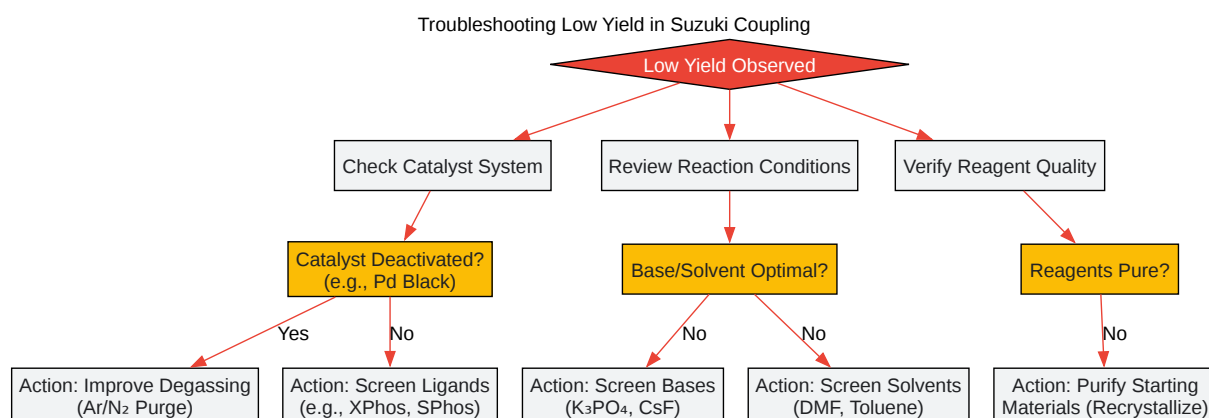 Troubleshooting Low Yield in Suzuki Coupling
Low Yield Observed
Check Catalyst System
Review Reaction Conditions
Verify Reagent Quality
Catalyst Deactivated?
(e.g., Pd Black)
Base/Solvent Optimal?
Reagents Pure?
Yes
No
No
No
No
Action: Improve Degassing
(Ar/N₂ Purge)
Action: Screen Ligands
(e.g., XPhos, SPhos)
Action: Screen Bases
(K₃PO₄, CsF)
Action: Screen Solvents
(DMF, Toluene)
Action: Purify Starting
Materials (Recrystallize)